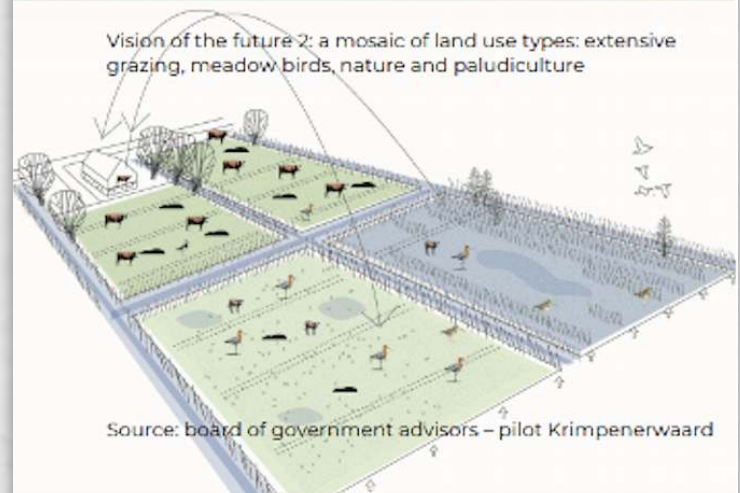 Vision of the future 2: a mosaic of land use types: extensive
grazing, meadow birds, nature and paludiculture
Source: board of government advisors – pilot Krimpenerwaard